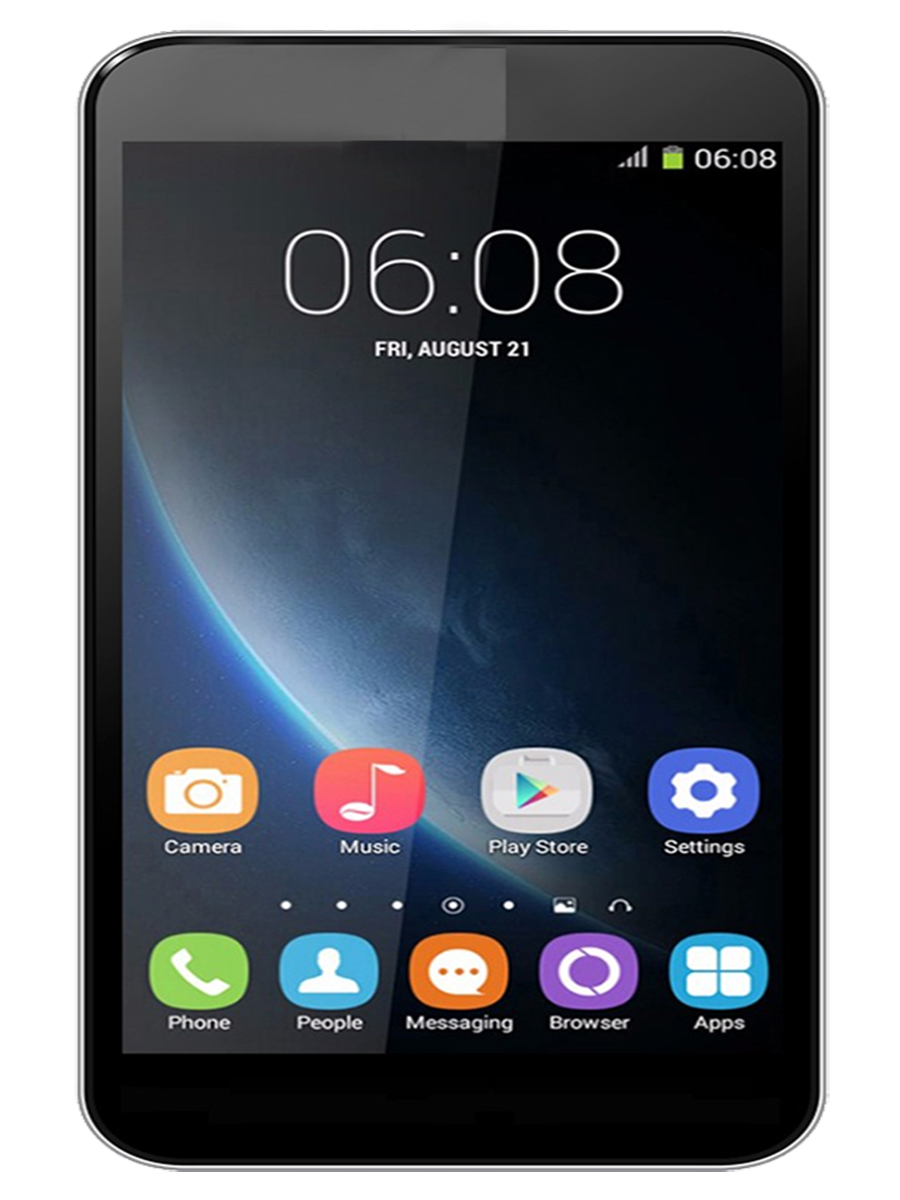 06:08
06:08
FRI, AUGUST 21
Camera Music Play Store Settings
Phone People Messaging Browser Apps